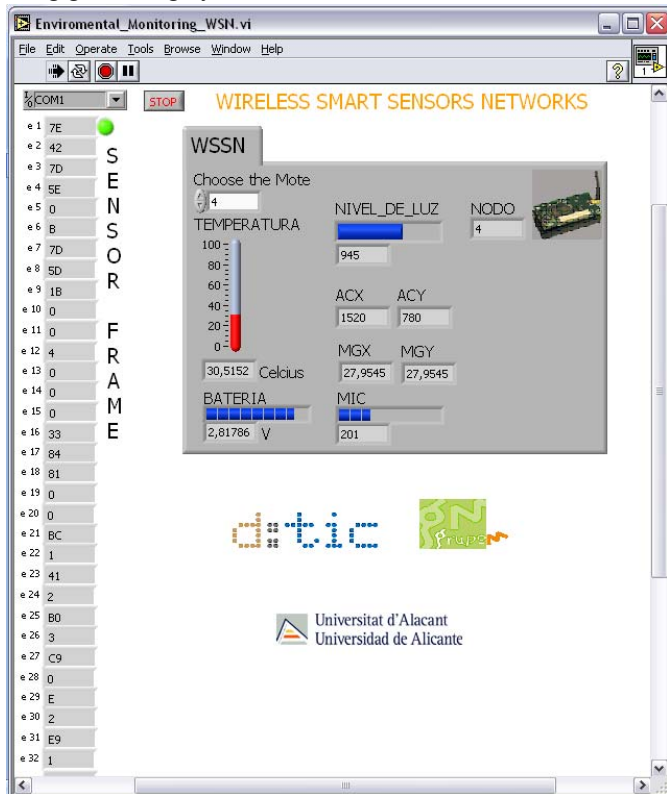 Enviromental_Monitoring_WSN.vi
File Edit Operate Tools Browse Window Help
1
COM1
STOP
WIRELESS SMART SENSORS NETWORKS
e 1 7E
e 2 42
e 3 7D
e 4 5E
e 5 0
e 6 B
e 7 7D
e 8 5D
e 9 1B
e 10 0
e 11 0
e 12 4
e 13 0
e 14 0
e 15 0
e 16 33
e 17 84
e 18 81
e 19 0
e 20 0
e 21 BC
e 22 1
e 23 41
e 24 2
e 25 B0
e 26 3
e 27 C9
e 28 0
e 29 E
e 30 2
e 31 E9
e 32 1
SENSOR
FRAME
WSSN
Choose the Mote
4
TEMPERATURA
100
80
60
40
20
0
30,5152 Celcius
BATERIA
2,81786 V
NIVEL_DE_LUZ
945
NODO
4
ACX ACY
1520 780
MGX MGY
27,9545 27,9545
MIC
201
d:tic
Grupo M
Universitat d'Alacant
Universidad de Alicante